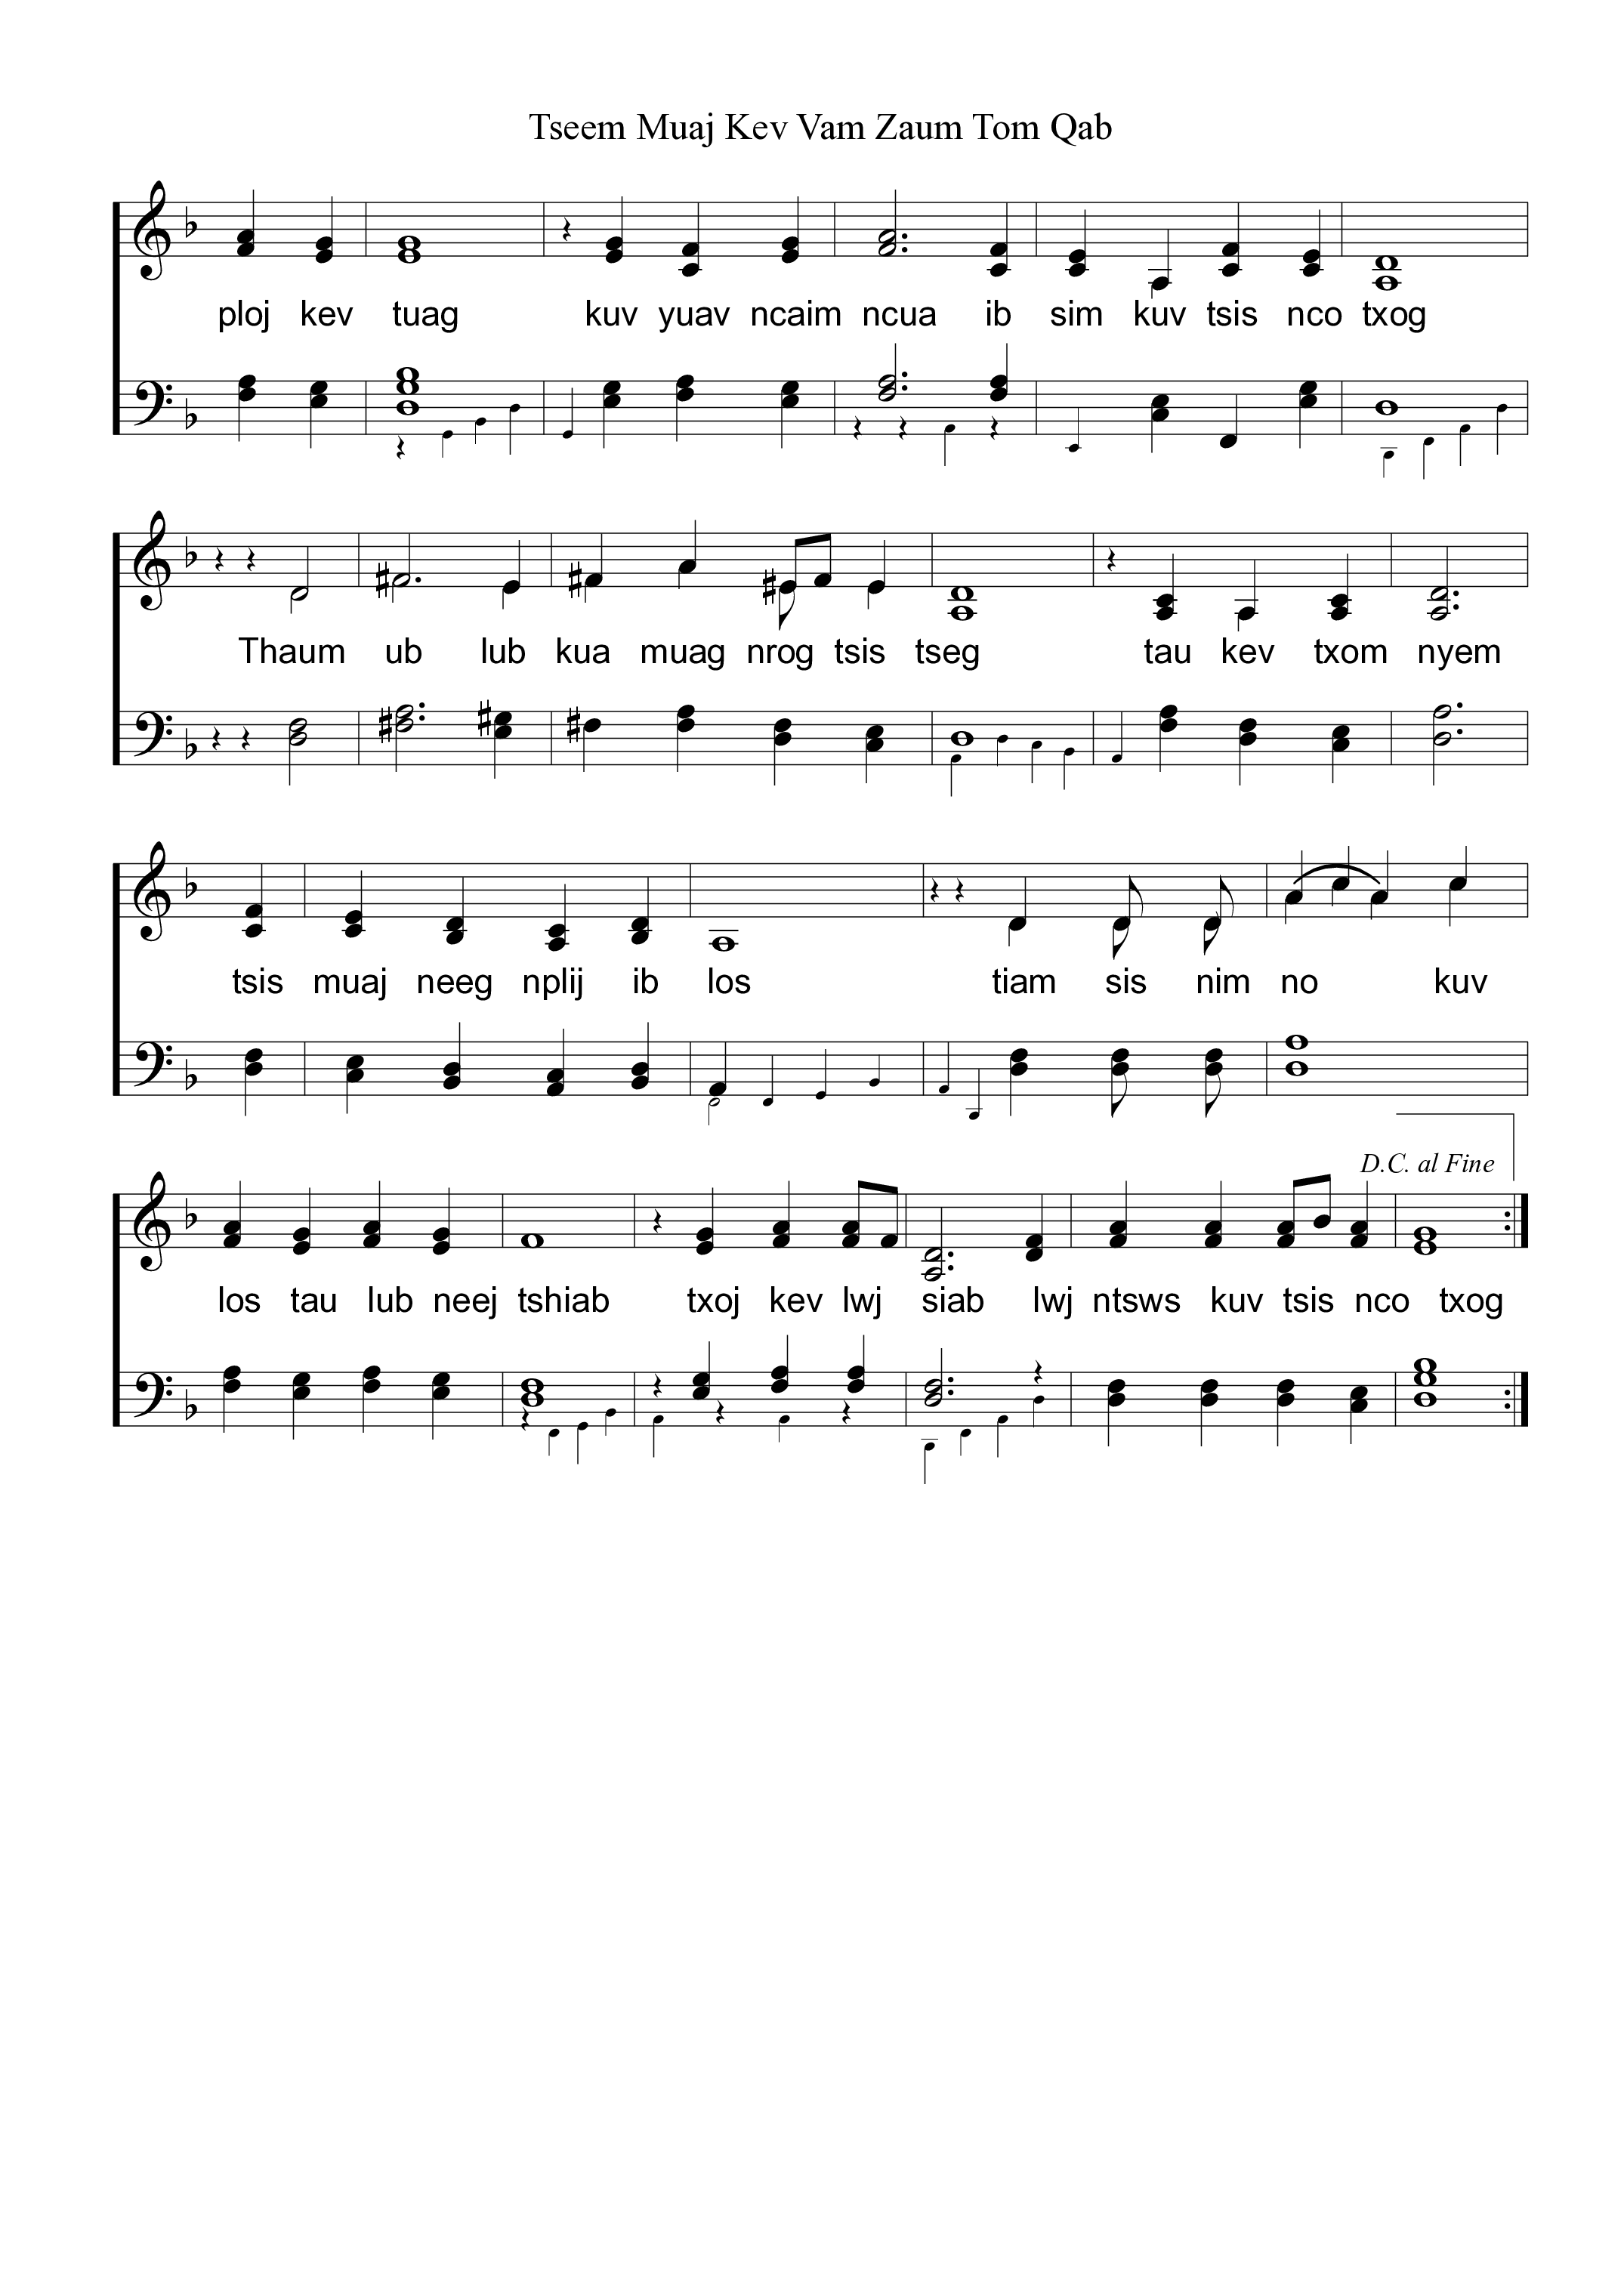 Tseem Muaj Kev Vam Zaum Tom Qab
ploj kev tuag kuv yuav ncaim ncua ib sim kuv tsis nco txog
Thaum ub lub kua muag nrog tsis tseg tau kev txom nyem
tsis muaj neeg nplij ib los tiam sis nim no kuv
D.C. al Fine
los tau lub neej tshiab txoj kev lwj siab lwj ntsws kuv tsis nco txog